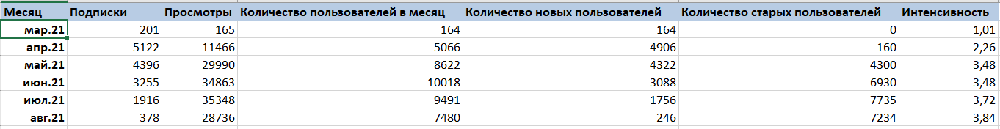 Месяц Подписки Просмотры Количество пользователей в месяц Количество новых пользователей Количество старых пользователей Интенсивность
мар.21 201 165 164 164 0 1,01
апр.21 5122 11466 5066 4906 160 2,26
май.21 4396 29990 8622 4322 4300 3,48
июн.21 3255 34863 10018 3088 6930 3,48
июл.21 1916 35348 9491 1756 7735 3,72
авг.21 378 28736 7480 246 7234 3,84